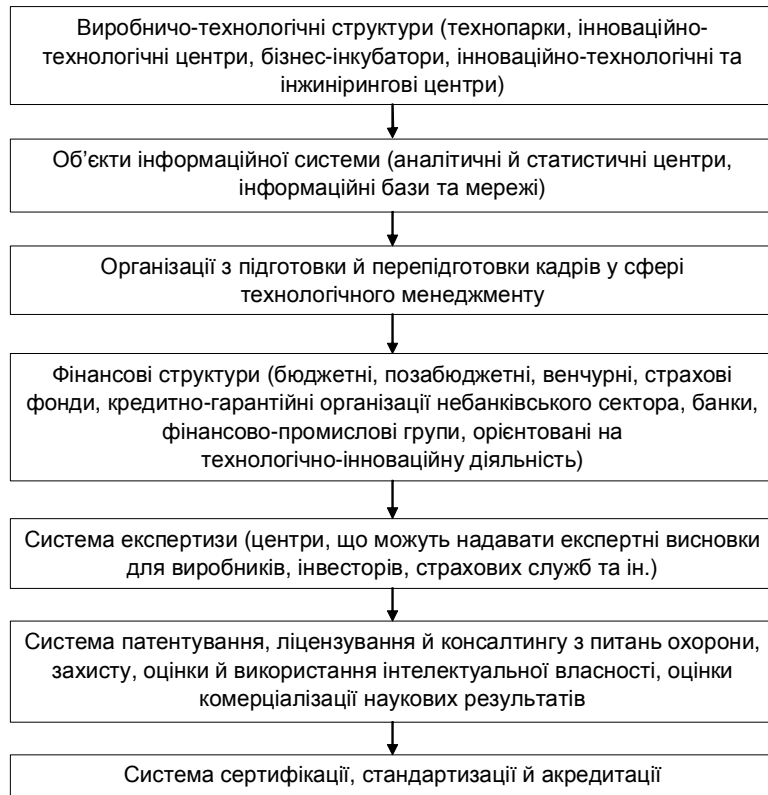 Виробничо-технологічні структури (технопарки, інноваційно-
технологічні центри, бізнес-інкубатори, інноваційно-технологічні та
інжинірингові центри)
Об’єкти інформаційної системи (аналітичні й статистичні центри,
інформаційні бази та мережі)
Організації з підготовки й перепідготовки кадрів у сфері
технологічного менеджменту
Фінансові структури (бюджетні, позабюджетні, венчурні, страхові
фонди, кредитно-гарантійні організації небанківського сектора, банки,
фінансово-промислові групи, орієнтовані на
технологічно-інноваційну діяльність)
Система експертизи (центри, що можуть надавати експертні висновки
для виробників, інвесторів, страхових служб та ін.)
Система патентування, ліцензування й консалтингу з питань охорони,
захисту, оцінки й використання інтелектуальної власності, оцінки
комерціалізації наукових результатів
Система сертифікації, стандартизації й акредитації